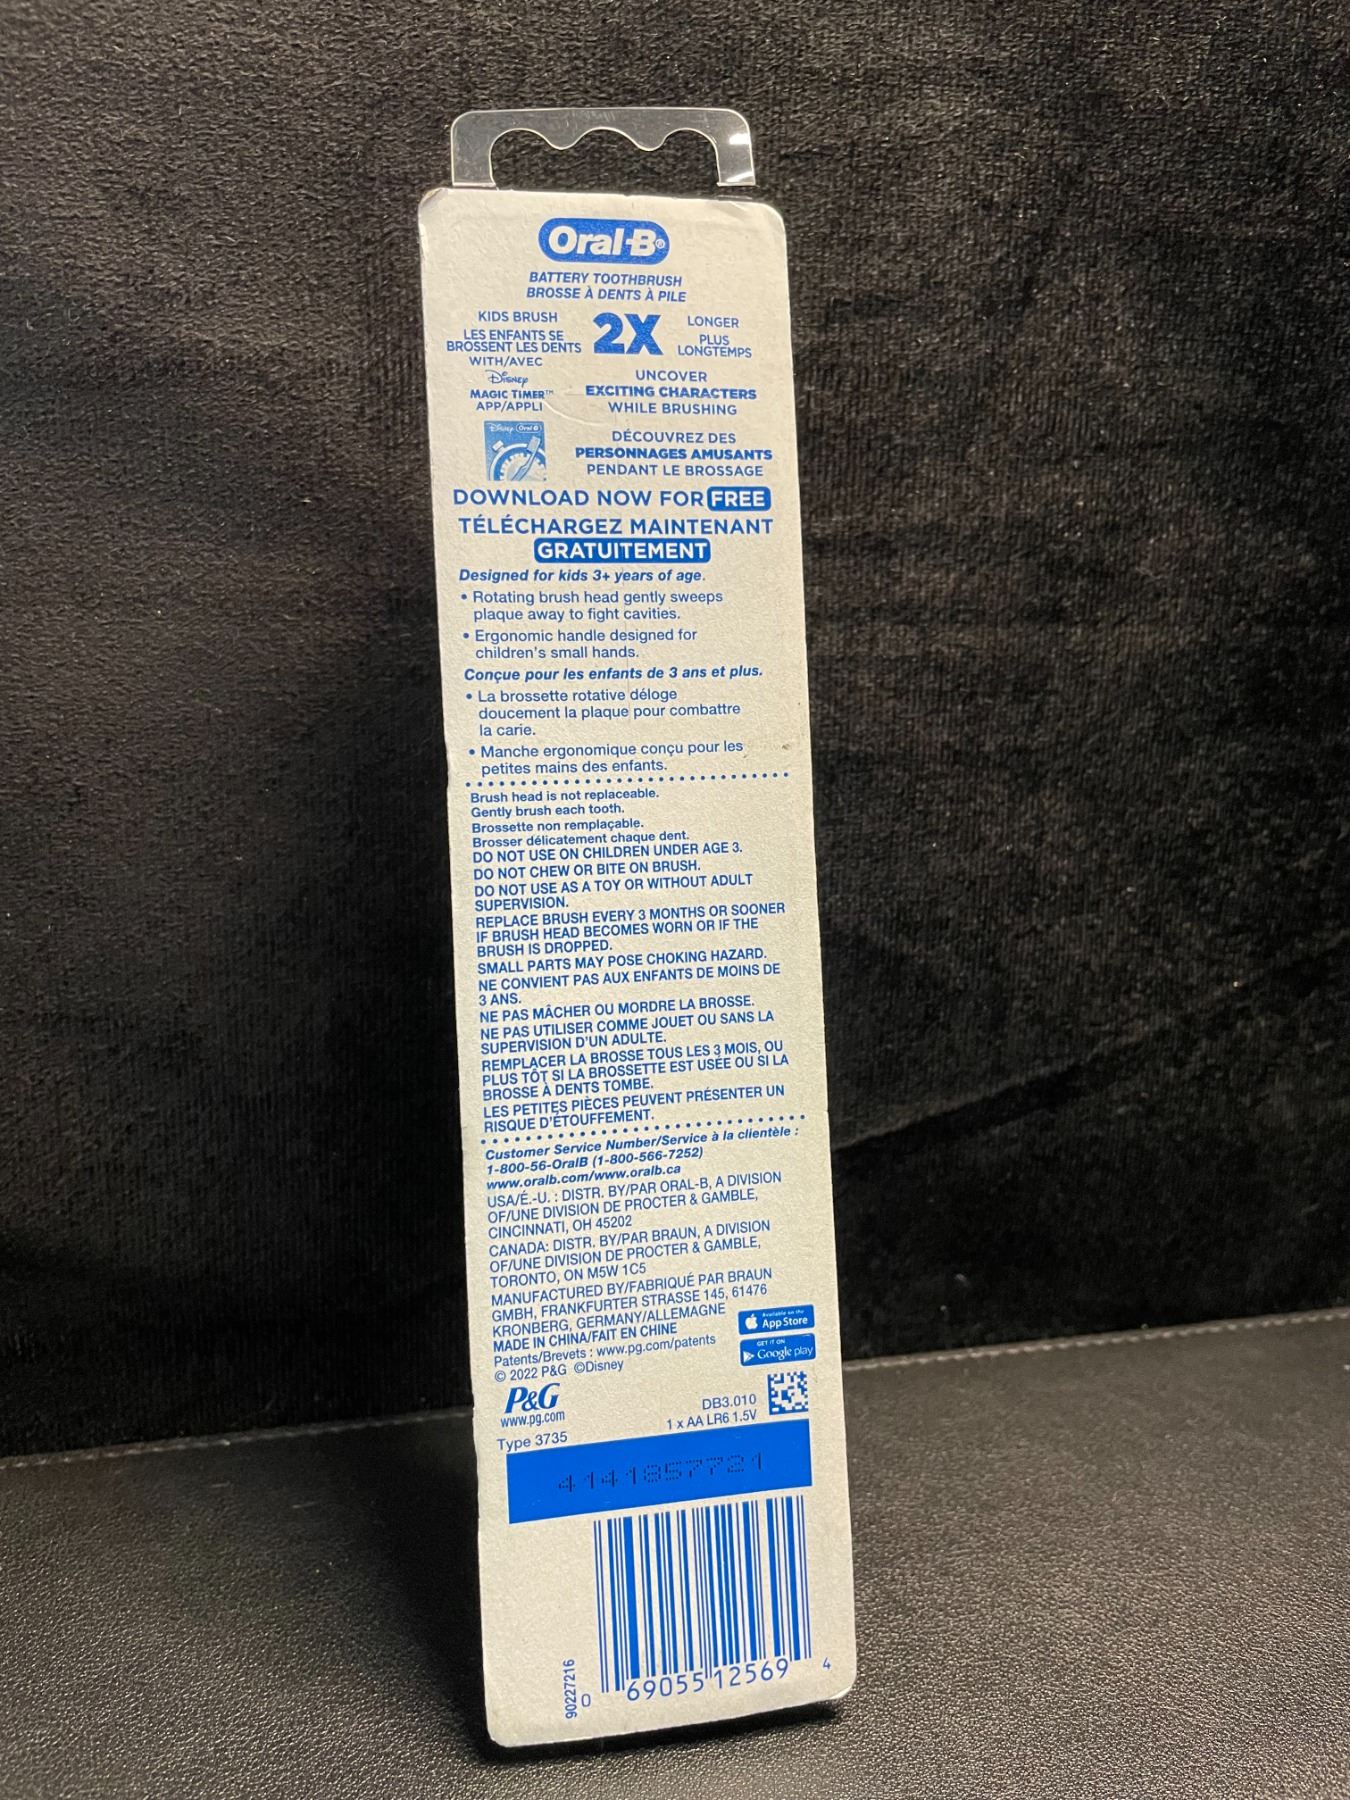 Oral-B®
BATTERY TOOTHBRUSH
BROSSE À DENTS À PILE
KIDS BRUSH
LES ENFANTS SE
BROSSENT LES DENTS
WITH/AVEC
Disney
MAGIC TIMER™
APP/APPLI
2X
LONGER
PLUS
LONGTEMPS
UNCOVER
EXCITING CHARACTERS
WHILE BRUSHING
Disney Oral-B
DÉCOUVREZ DES
PERSONNAGES AMUSANTS
PENDANT LE BROSSAGE
DOWNLOAD NOW FOR FREE
TÉLÉCHARGEZ MAINTENANT
GRATUITEMENT
Designed for kids 3+ years of age.
• Rotating brush head gently sweeps
plaque away to fight cavities.
• Ergonomic handle designed for
children's small hands.
Conçue pour les enfants de 3 ans et plus.
• La brossette rotative déloge
doucement la plaque pour combattre
la carie.
• Manche ergonomique conçu pour les
petites mains des enfants.
Brush head is not replaceable.
Gently brush each tooth.
Brossette non remplaçable.
Brosser délicatement chaque dent.
DO NOT USE ON CHILDREN UNDER AGE 3.
DO NOT CHEW OR BITE ON BRUSH.
DO NOT USE AS A TOY OR WITHOUT ADULT
SUPERVISION.
REPLACE BRUSH EVERY 3 MONTHS OR SOONER
IF BRUSH HEAD BECOMES WORN OR IF THE
BRUSH IS DROPPED.
SMALL PARTS MAY POSE CHOKING HAZARD.
NE CONVIENT PAS AUX ENFANTS DE MOINS DE
3 ANS.
NE PAS MÂCHER OU MORDRE LA BROSSE.
NE PAS UTILISER COMME JOUET OU SANS LA
SUPERVISION D'UN ADULTE.
REMPLACER LA BROSSE TOUS LES 3 MOIS, OU
PLUS TÔT SI LA BROSSETTE EST USÉE OU SI LA
BROSSE À DENTS TOMBE.
LES PETITES PIÈCES PEUVENT PRÉSENTER UN
RISQUE D'ÉTOUFFEMENT.
Customer Service Number/Service à la clientèle :
1-800-56-OralB (1-800-566-7252)
www.oralb.com/www.oralb.ca
USA/É.-U. : DISTR. BY/PAR ORAL-B, A DIVISION
OF/UNE DIVISION DE PROCTER & GAMBLE,
CINCINNATI, OH 45202
CANADA: DISTR. BY/PAR BRAUN, A DIVISION
OF/UNE DIVISION DE PROCTER & GAMBLE,
TORONTO, ON M5W 1C5
MANUFACTURED BY/FABRIQUÉ PAR BRAUN
GMBH, FRANKFURTER STRASSE 145, 61476
KRONBERG, GERMANY/ALLEMAGNE
MADE IN CHINA/FAIT EN CHINE
Patents/Brevets : www.pg.com/patents
© 2022 P&G ©Disney
Available on the
App Store
GET IT ON
Google play
P&G
www.pg.com
DB3.010
1 x AA LR6 1.5V
Type 3735
4141857721
90227216
0 69055 12569 4